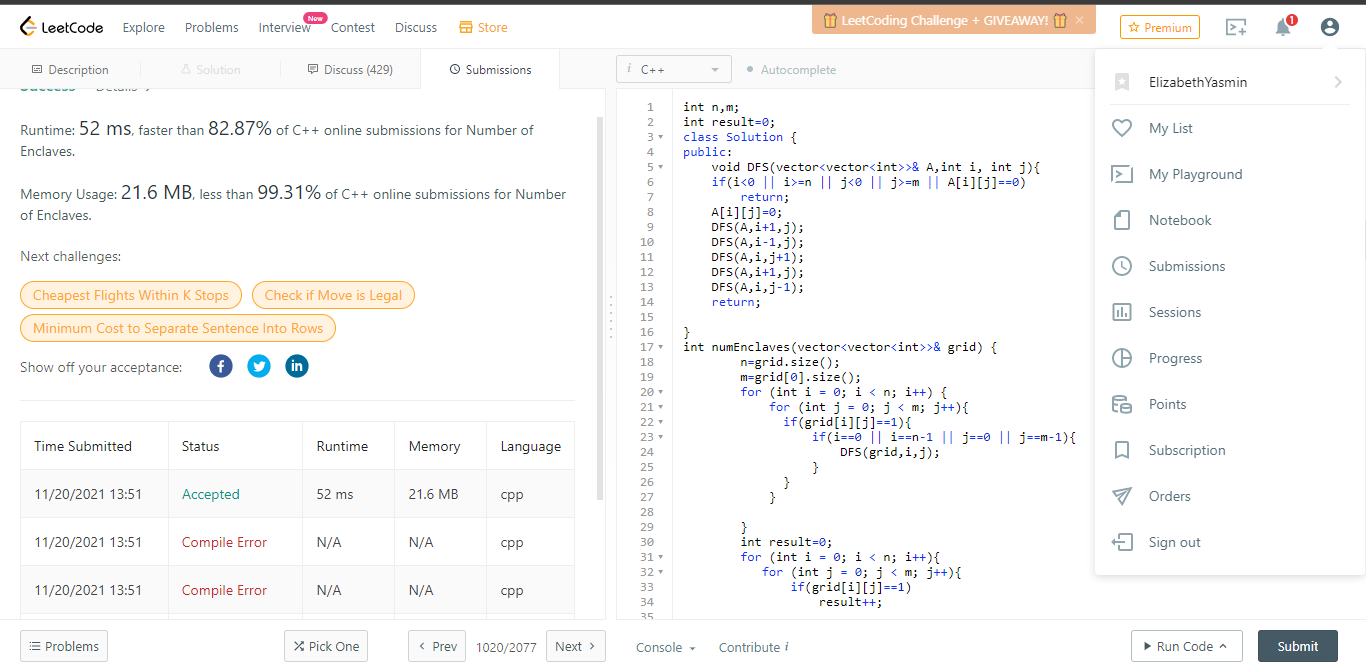 LeetCode Explore Problems Interview New Contest Discuss Store LeetCoding Challenge + GIVEAWAY! × Premium 1
Description Solution Discuss (429) Submissions
Success Details
Runtime: 52 ms, faster than 82.87% of C++ online submissions for Number of
Enclaves.
Memory Usage: 21.6 MB, less than 99.31% of C++ online submissions for Number
of Enclaves.
Next challenges:
Cheapest Flights Within K Stops Check if Move is Legal
Minimum Cost to Separate Sentence Into Rows
Show off your acceptance:
Time Submitted Status Runtime Memory Language
11/20/2021 13:51 Accepted 52 ms 21.6 MB cpp
11/20/2021 13:51 Compile Error N/A N/A cpp
11/20/2021 13:51 Compile Error N/A N/A cpp
i C++ Autocomplete
1 int n,m;
2 int result=0;
3 class Solution {
4 public:
5 void DFS(vector<vector<int>>& A,int i, int j){
6 if(i<0 || i>=n || j<0 || j>=m || A[i][j]==0)
7 return;
8 A[i][j]=0;
9 DFS(A,i+1,j);
10 DFS(A,i-1,j);
11 DFS(A,i,j+1);
12 DFS(A,i+1,j);
13 DFS(A,i,j-1);
14 return;
15
16 }
17 int numEnclaves(vector<vector<int>>& grid) {
18 n=grid.size();
19 m=grid[0].size();
20 for (int i = 0; i < n; i++) {
21 for (int j = 0; j < m; j++){
22 if(grid[i][j]==1){
23 if(i==0 || i==n-1 || j==0 || j==m-1){
24 DFS(grid,i,j);
25 }
26 }
27 }
28
29 }
30 int result=0;
31 for (int i = 0; i < n; i++){
32 for (int j = 0; j < m; j++){
33 if(grid[i][j]==1)
34 result++;
35
ElizabethYasmin
My List
My Playground
Notebook
Submissions
Sessions
Progress
Points
Subscription
Orders
Sign out
Problems Pick One Prev 1020/2077 Next Console Contribute i Run Code Submit